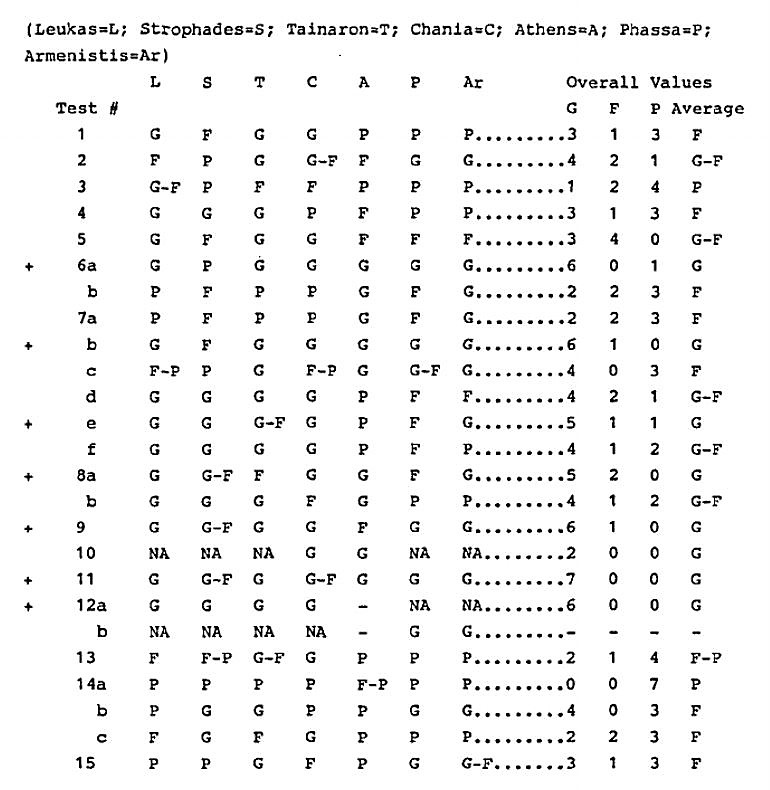 (Leukas=L; Strophades=S; Tainaron=T; Chania=C; Athens=A; Phassa=P;
Armenistis=Ar)
L S T C A P Ar Overall Values
Test # G F P Average
1 G F G G P P P.........3 1 3 F
2 F P G G-F F G G.........4 2 1 G-F
3 G-F P F F P P P.........1 2 4 P
4 G G G P F P P.........3 1 3 F
5 G F G G F F F.........3 4 0 G-F
+ 6a G P G G G G G.........6 0 1 G
b P F P P G F G.........2 2 3 F
7a P F P P G F G.........2 2 3 F
+ b G F G G G G G.........6 1 0 G
c F-P P G F-P G G-F G.........4 0 3 F
d G G G G P F F.........4 2 1 G-F
+ e G G G-F G P F G.........5 1 1 G
f G G G G P F P.........4 1 2 G-F
+ 8a G G-F F G G F G.........5 2 0 G
b G G G F G P P.........4 1 2 G-F
+ 9 G G-F G G F G G.........6 1 0 G
10 NA NA NA G G NA NA........2 0 0 G
+ 11 G G-F G G-F G G G.........7 0 0 G
+ 12a G G G G - NA NA........6 0 0 G
b NA NA NA NA - G G.........- - - -
13 F F-P G-F G P P P.........2 1 4 F-P
14a P P P P F-P P P.........0 0 7 P
b P G G P P G G.........4 0 3 F
c F G F G P P P.........2 2 3 F
15 P P G F P G G-F.......3 1 3 F